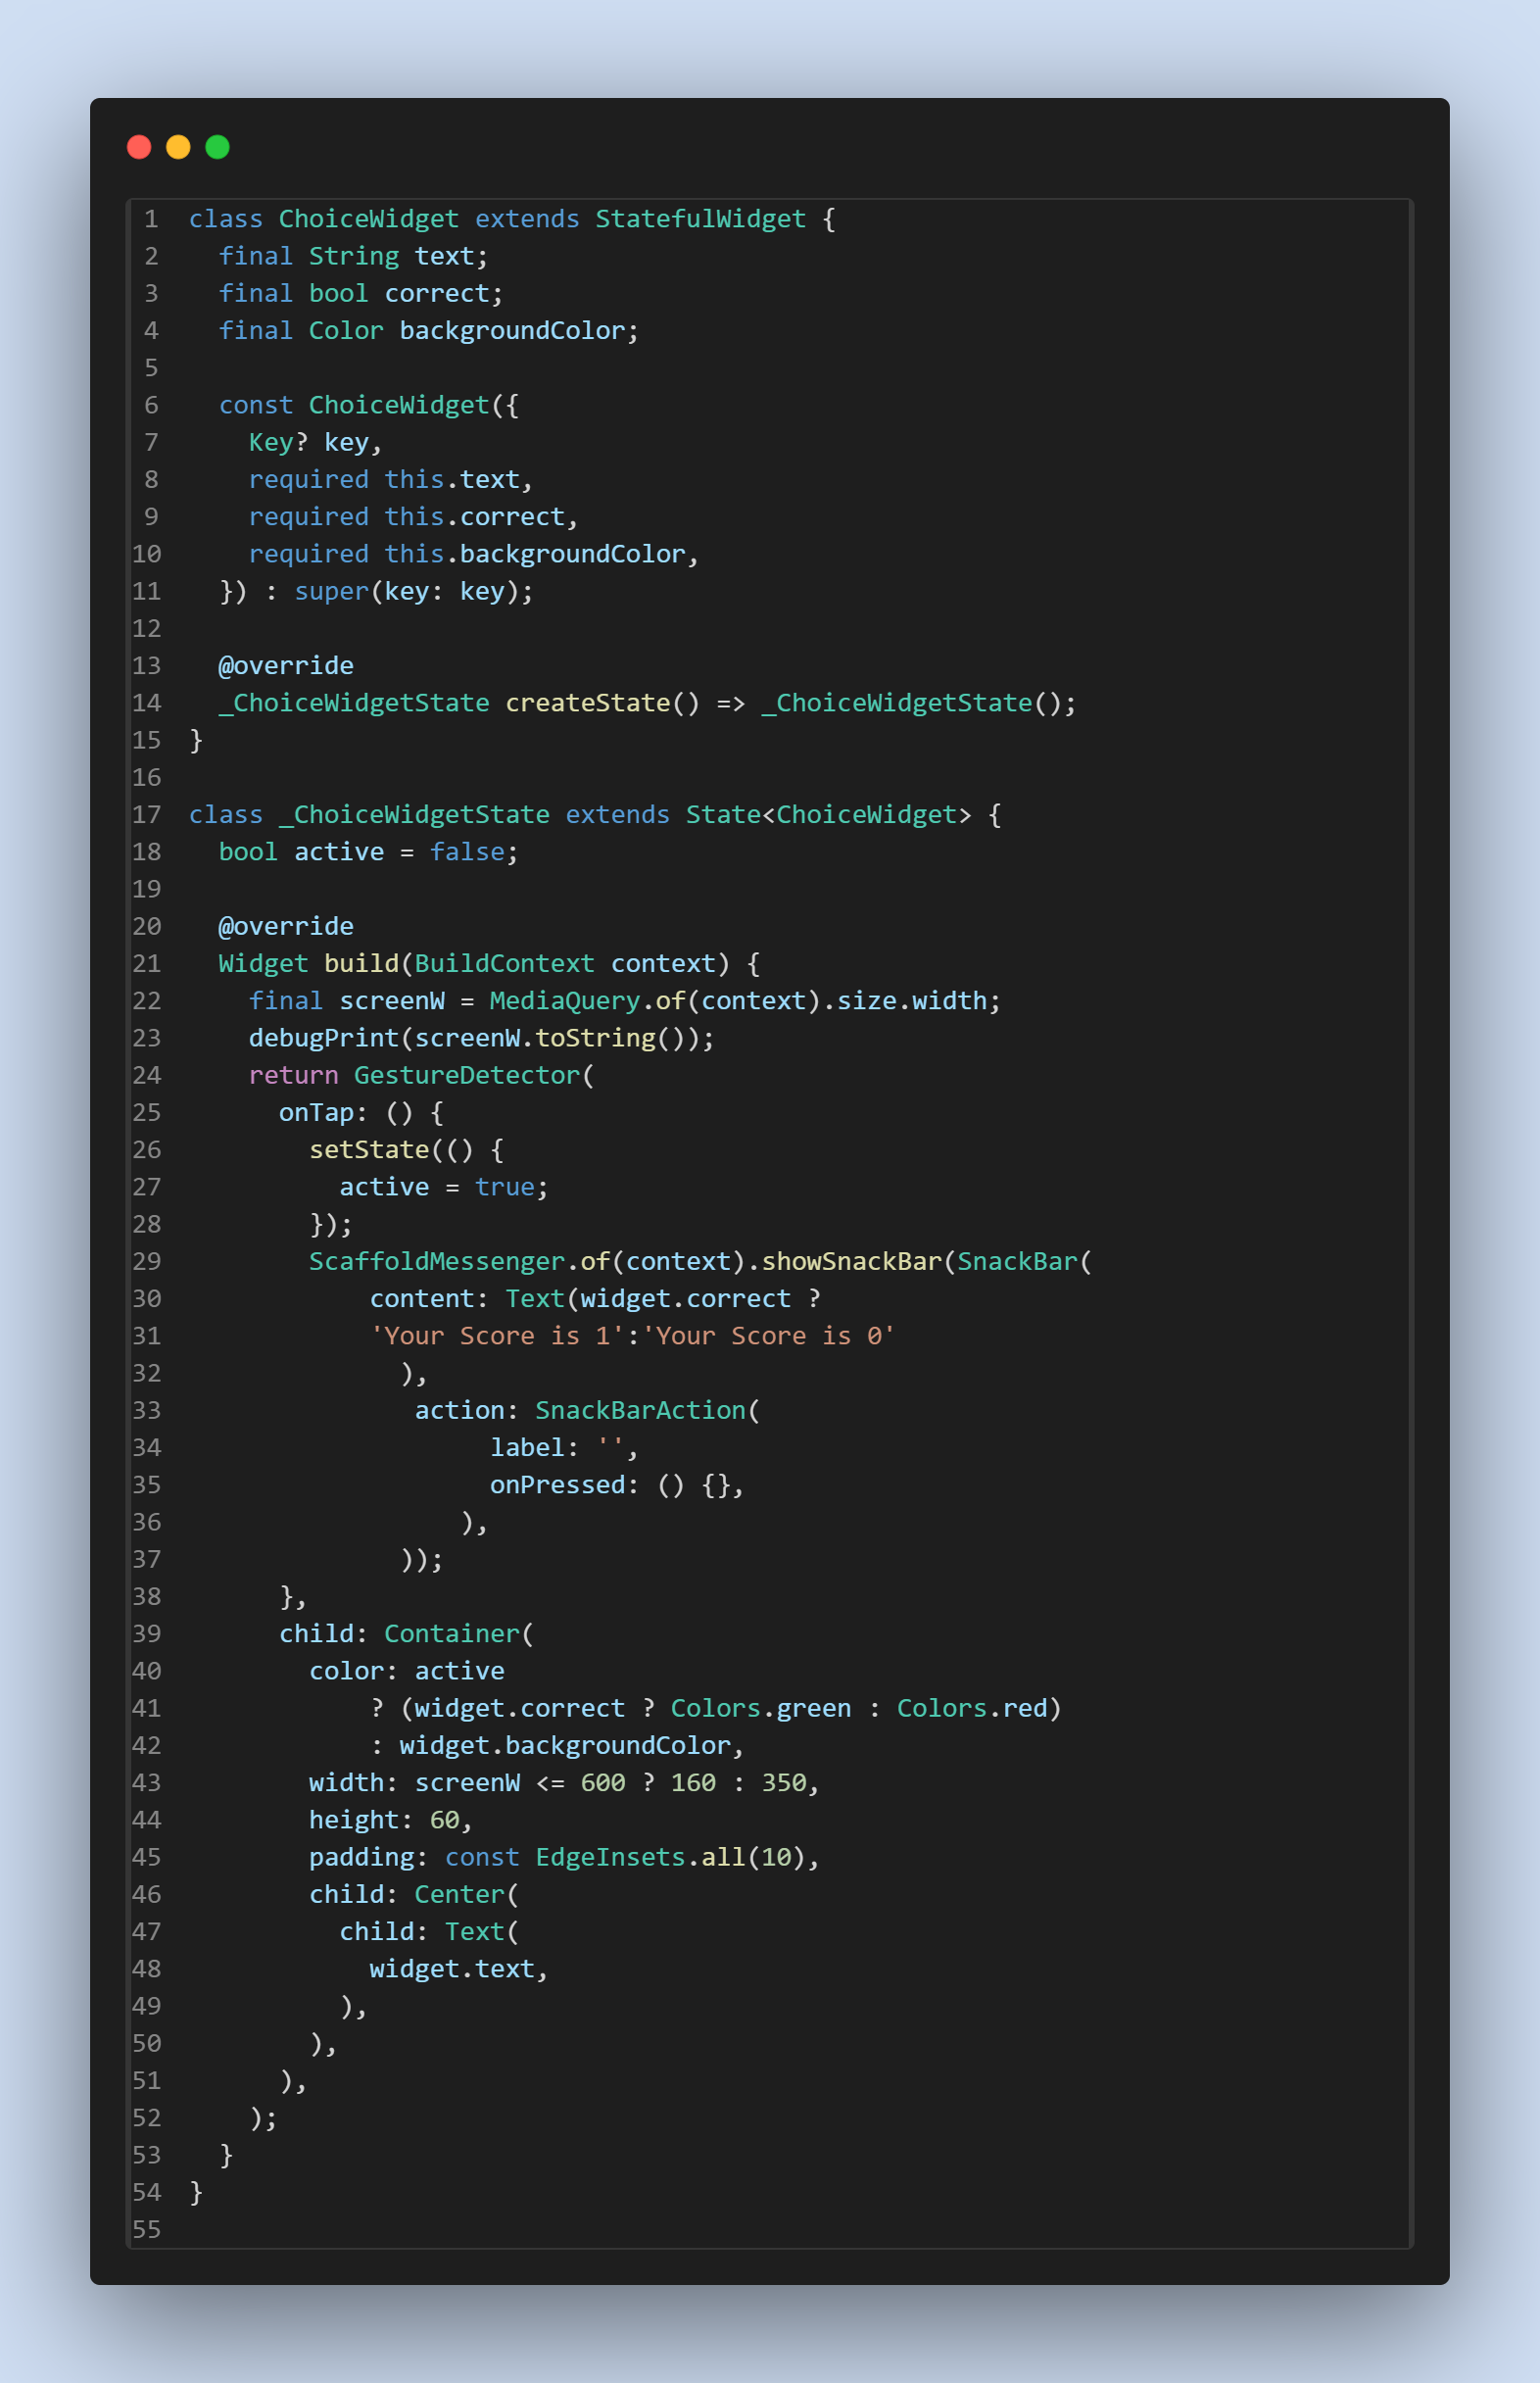 1 class ChoiceWidget extends StatefulWidget {
2   final String text;
3   final bool correct;
4   final Color backgroundColor;
5
6   const ChoiceWidget({
7     Key? key,
8     required this.text,
9     required this.correct,
10     required this.backgroundColor,
11   }) : super(key: key);
12
13   @override
14   _ChoiceWidgetState createState() => _ChoiceWidgetState();
15 }
16
17 class _ChoiceWidgetState extends State<ChoiceWidget> {
18   bool active = false;
19
20   @override
21   Widget build(BuildContext context) {
22     final screenW = MediaQuery.of(context).size.width;
23     debugPrint(screenW.toString());
24     return GestureDetector(
25       onTap: () {
26         setState(() {
27           active = true;
28         });
29         ScaffoldMessenger.of(context).showSnackBar(SnackBar(
30             content: Text(widget.correct ?
31             'Your Score is 1':'Your Score is 0'
32               ),
33                action: SnackBarAction(
34                     label: '',
35                     onPressed: () {},
36                   ),
37               ));
38       },
39       child: Container(
40         color: active
41             ? (widget.correct ? Colors.green : Colors.red)
42             : widget.backgroundColor,
43         width: screenW <= 600 ? 160 : 350,
44         height: 60,
45         padding: const EdgeInsets.all(10),
46         child: Center(
47           child: Text(
48             widget.text,
49           ),
50         ),
51       ),
52     );
53   }
54 }
55